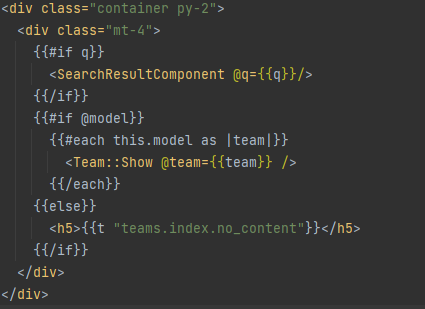 <div class="container py-2">
<div class="mt-4">
{{#if q}}
<SearchResultComponent @q={{q}}/>
{{/if}}
{{#if @model}}
{{#each this.model as |team|}}
<Team::Show @team={{team}} />
{{/each}}
{{else}}
<h5>{{t "teams.index.no_content"}}</h5>
{{/if}}
</div>
</div>